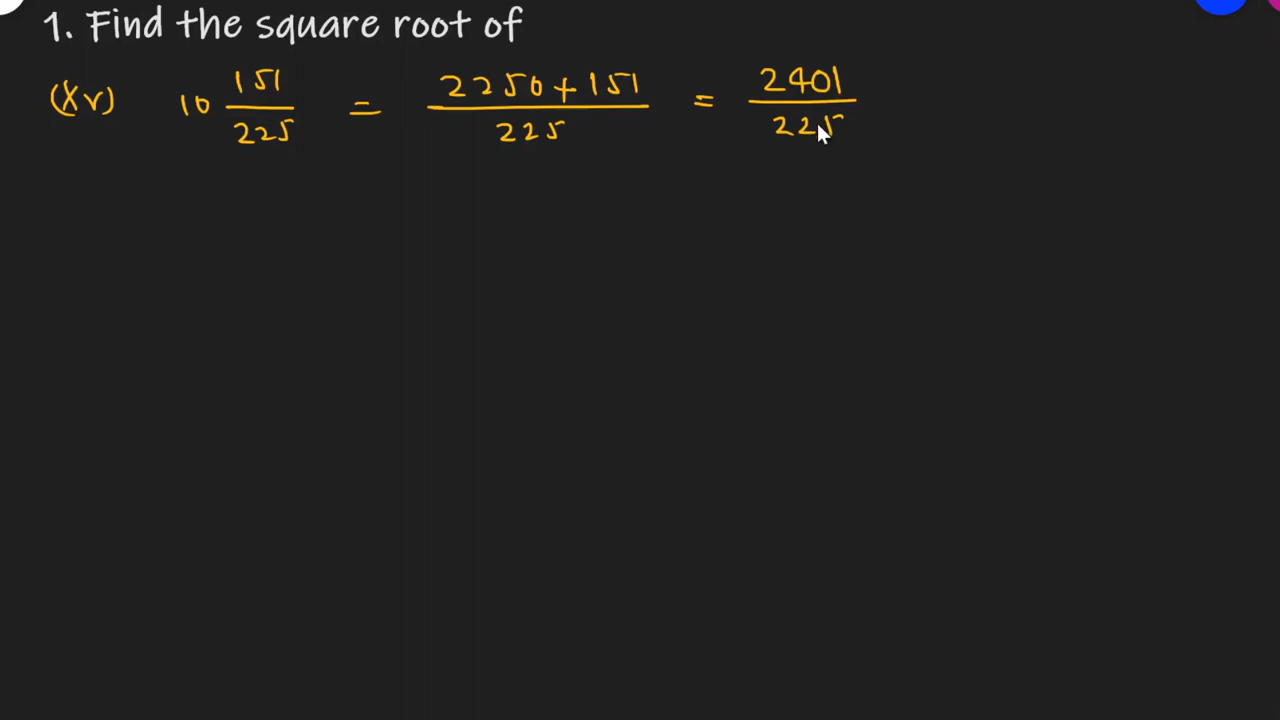 1. Find the square root of
(xv) 10 151/225 = 2250+151/225 = 2401/225